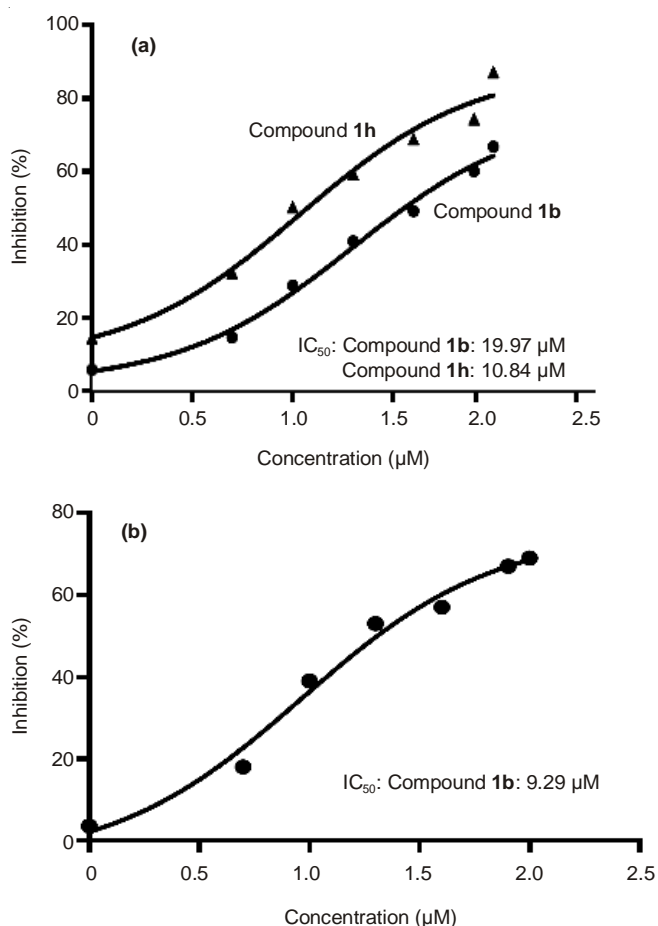 (a)
100
80
60
40
20
0
Inhibition (%)
Compound 1h
Compound 1b
IC₅₀: Compound 1b: 19.97 µM
Compound 1h: 10.84 µM
0 0.5 1.0 1.5 2.0 2.5
Concentration (µM)
(b)
80
60
40
20
0
Inhibition (%)
IC₅₀: Compound 1b: 9.29 µM
0 0.5 1.0 1.5 2.0 2.5
Concentration (µM)